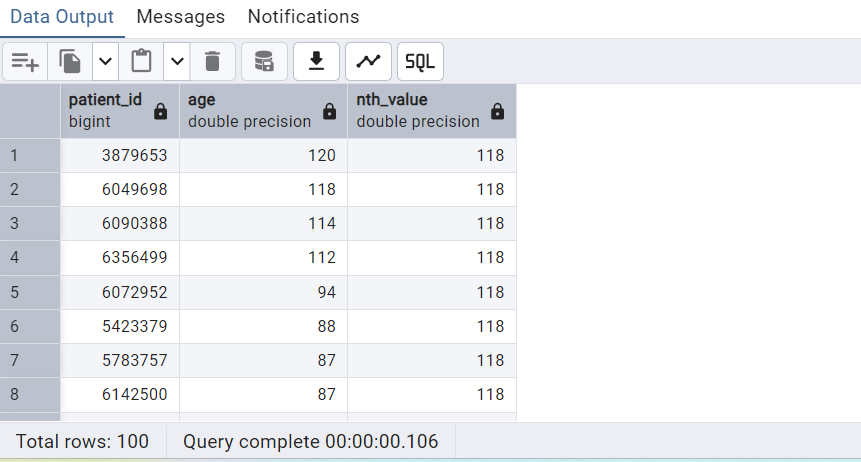 Data Output Messages Notifications
SQL
patient_id age nth_value
bigint double precision double precision
1 3879653 120 118
2 6049698 118 118
3 6090388 114 118
4 6356499 112 118
5 6072952 94 118
6 5423379 88 118
7 5783757 87 118
8 6142500 87 118
Total rows: 100 Query complete 00:00:00.106